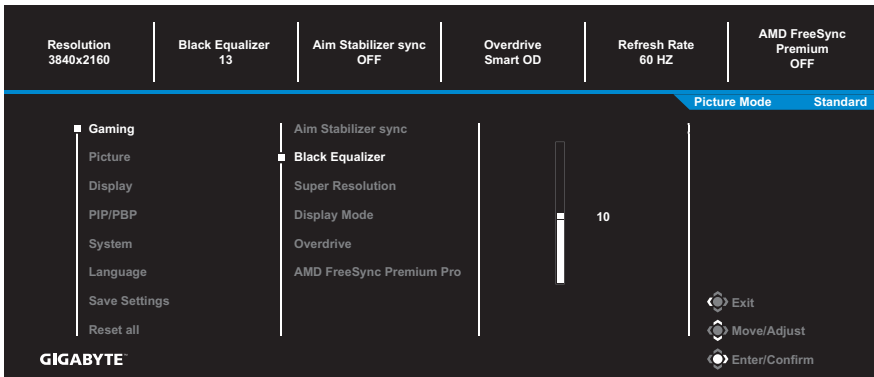 Resolution
3840x2160
Black Equalizer
13
Aim Stabilizer sync
OFF
Overdrive
Smart OD
Refresh Rate
60 HZ
AMD FreeSync
Premium
OFF
Picture Mode Standard
Gaming
Picture
Display
PIP/PBP
System
Language
Save Settings
Reset all
Aim Stabilizer sync
Black Equalizer
Super Resolution
Display Mode
Overdrive
AMD FreeSync Premium Pro
10
Exit
Move/Adjust
Enter/Confirm
GIGABYTE™